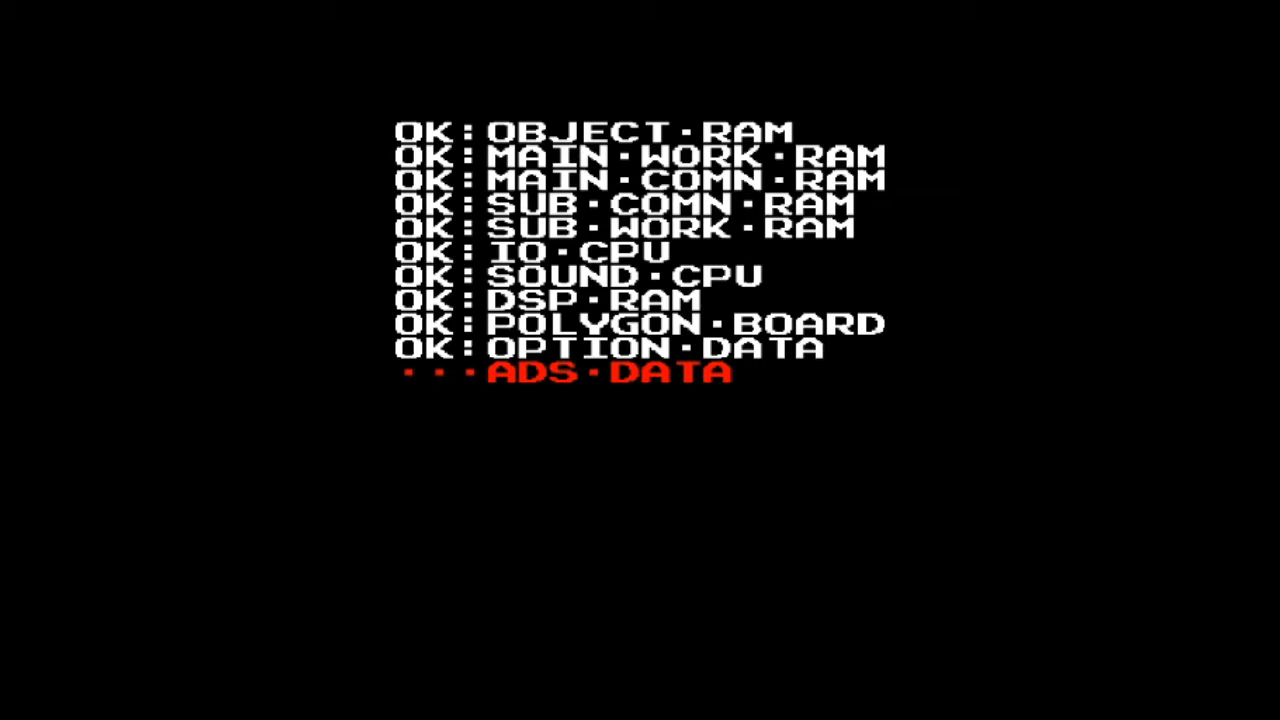 OK:OBJECT·RAM
OK:MAIN·WORK·RAM
OK:MAIN·COMN·RAM
OK:SUB·COMN·RAM
OK:SUB·WORK·RAM
OK:IO·CPU
OK:SOUND·CPU
OK:DSP·RAM
OK:POLYGON·BOARD
OK:OPTION·DATA
···ADS·DATA